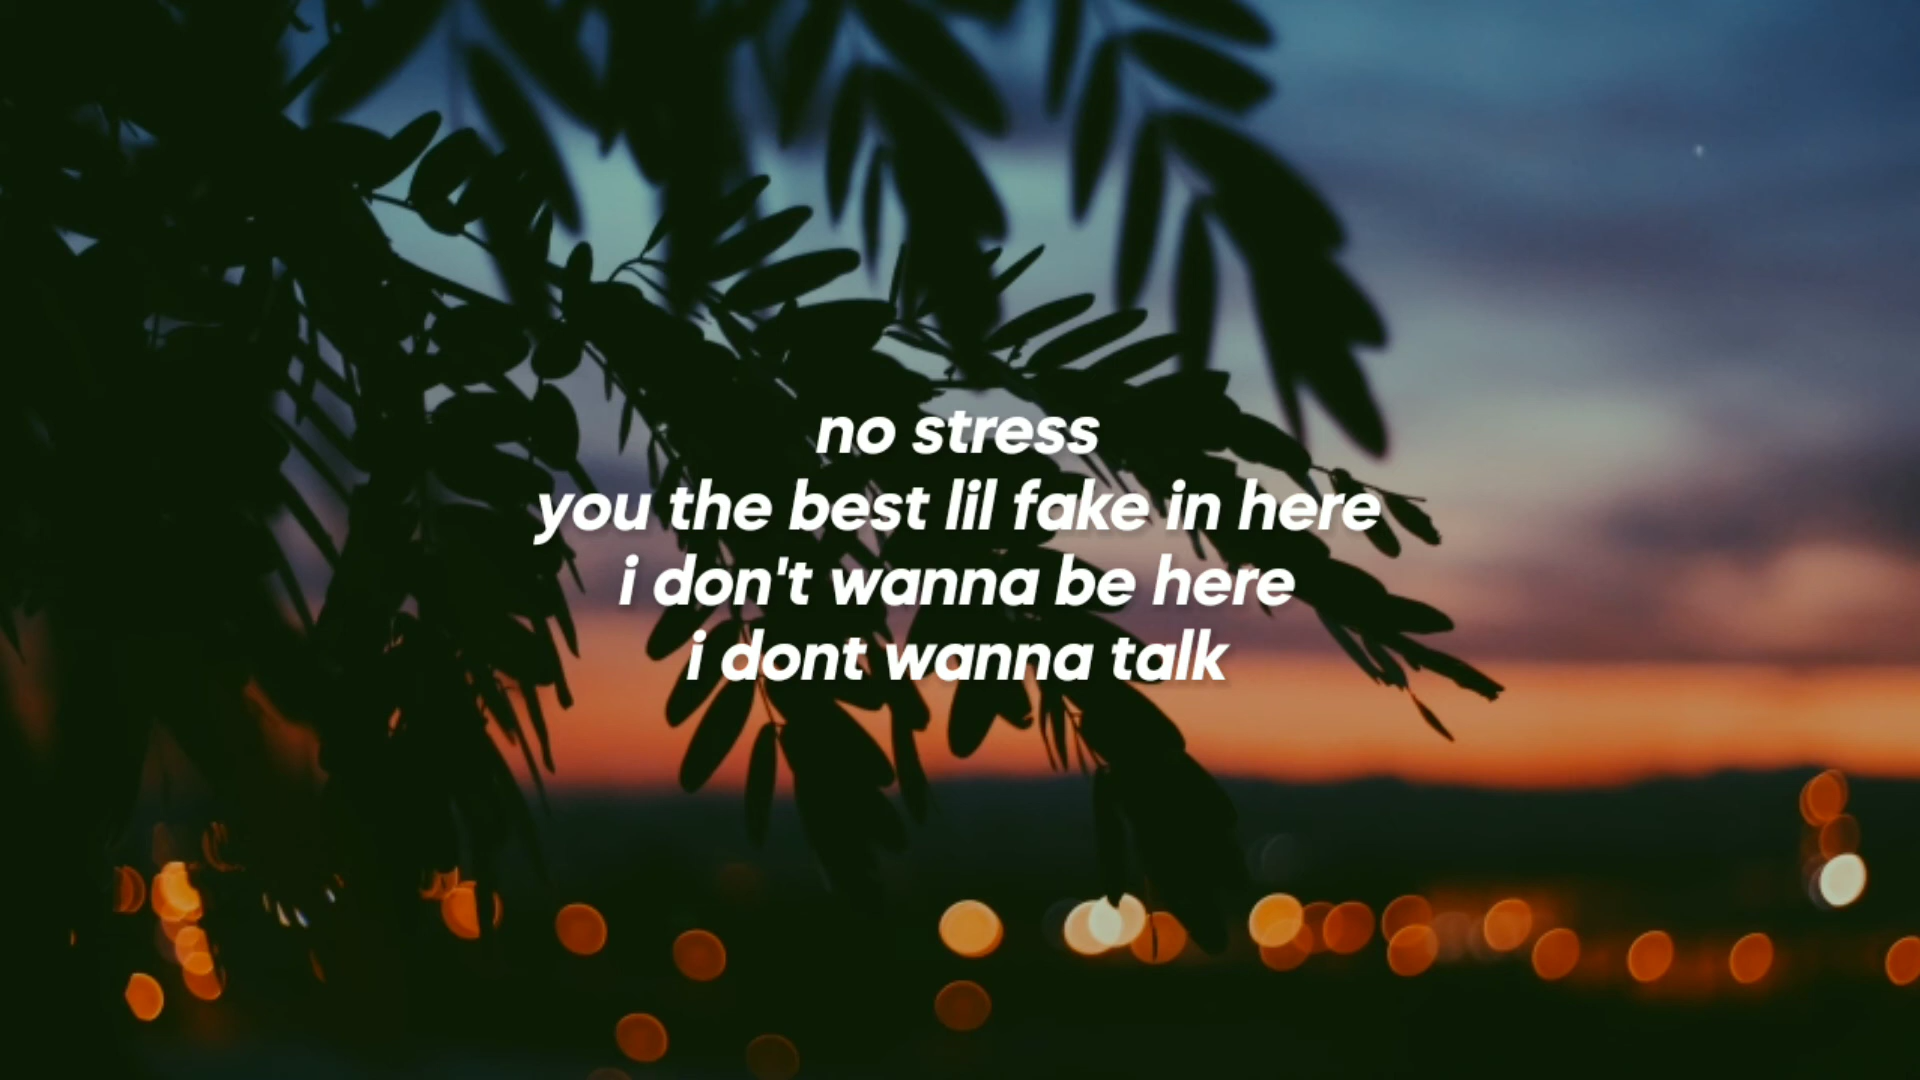 no stress
you the best lil fake in here
i don't wanna be here
i dont wanna talk